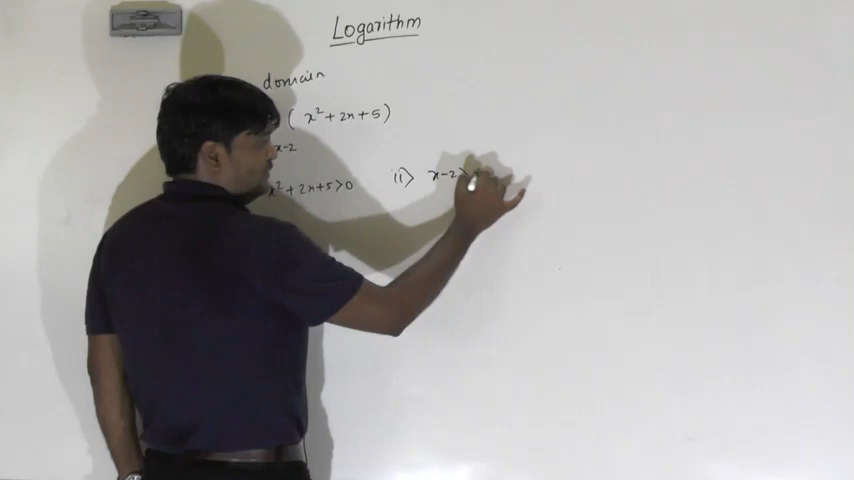 Logarithm
domain
(x²+2x+5)
x-2
x²+2x+5>0 ii> x-2>